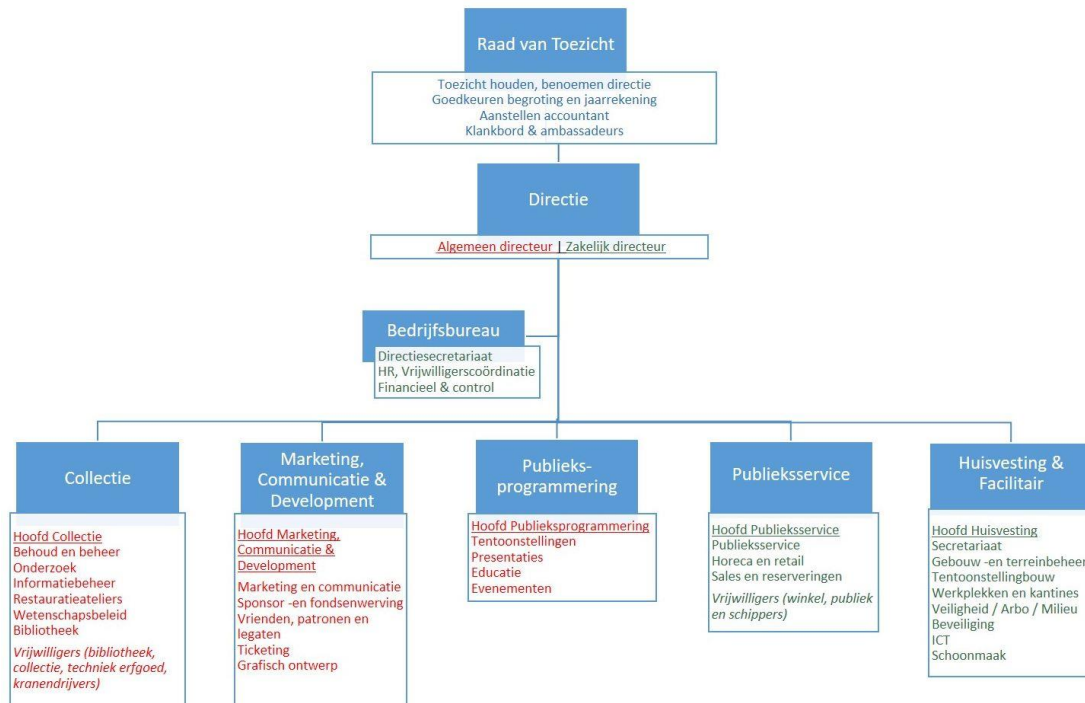 Raad van Toezicht
Toezicht houden, benoemen directie
Goedkeuren begroting en jaarrekening
Aanstellen accountant
Klankbord & ambassadeurs
Directie
Algemeen directeur | Zakelijk directeur
Bedrijfsbureau
Directiesecretariaat
HR, Vrijwilligerscoördinatie
Financieel & control
Collectie
Hoofd Collectie
Behoud en beheer
Onderzoek
Informatiebeheer
Restauratieateliers
Wetenschapsbeleid
Bibliotheek
Vrijwilligers (bibliotheek,
collectie, techniek erfgoed,
kranendrijvers)
Marketing,
Communicatie &
Development
Hoofd Marketing,
Communicatie &
Development
Marketing en communicatie
Sponsor -en fondsenwerving
Vrienden, patronen en
legaten
Ticketing
Grafisch ontwerp
Publieks-
programmering
Hoofd Publieksprogrammering
Tentoonstellingen
Presentaties
Educatie
Evenementen
Publieksservice
Hoofd Publieksservice
Publieksservice
Horeca en retail
Sales en reserveringen
Vrijwilligers (winkel, publiek
en schippers)
Huisvesting &
Facilitair
Hoofd Huisvesting
Secretariaat
Gebouw -en terreinbeheer
Tentoonstellingbouw
Werkplekken en kantines
Veiligheid / Arbo / Milieu
Beveiliging
ICT
Schoonmaak